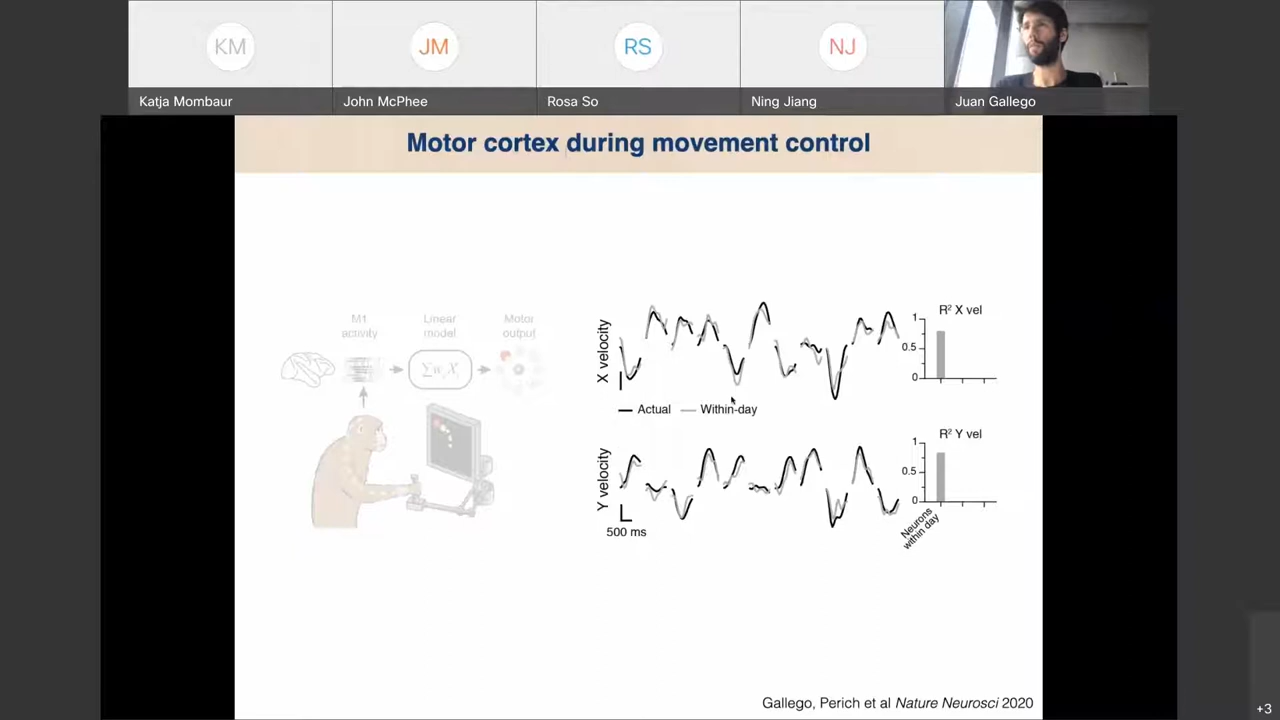 KM
JM
RS
NJ
Katja Mombaur
John McPhee
Rosa So
Ning Jiang
Juan Gallego
Motor cortex during movement control
M1 activity
Linear model
Motor output
X velocity
Actual
Within-day
R² X vel
1
0.5
0
Y velocity
500 ms
R² Y vel
1
0.5
0
Neurons
within day
Gallego, Perich et al Nature Neurosci 2020
+3